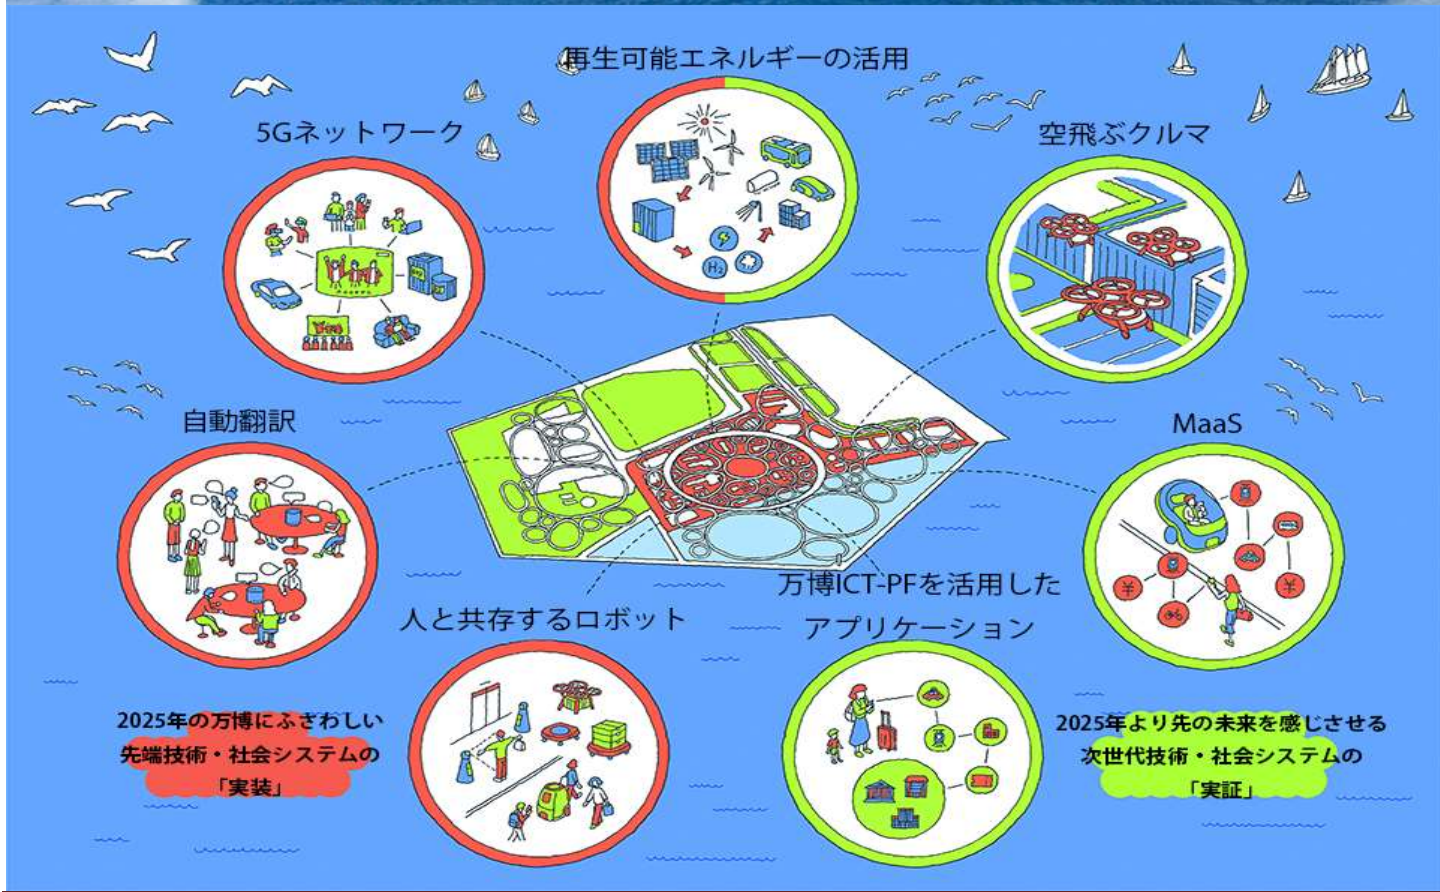 再生可能エネルギーの活用
5Gネットワーク
空飛ぶクルマ
H₂
自動翻訳
MaaS
¥
¥
人と共存するロボット
万博ICT-PFを活用した
アプリケーション
2025年の万博にふさわしい
先端技術・社会システムの
「実装」
2025年より先の未来を感じさせる
次世代技術・社会システムの
「実証」